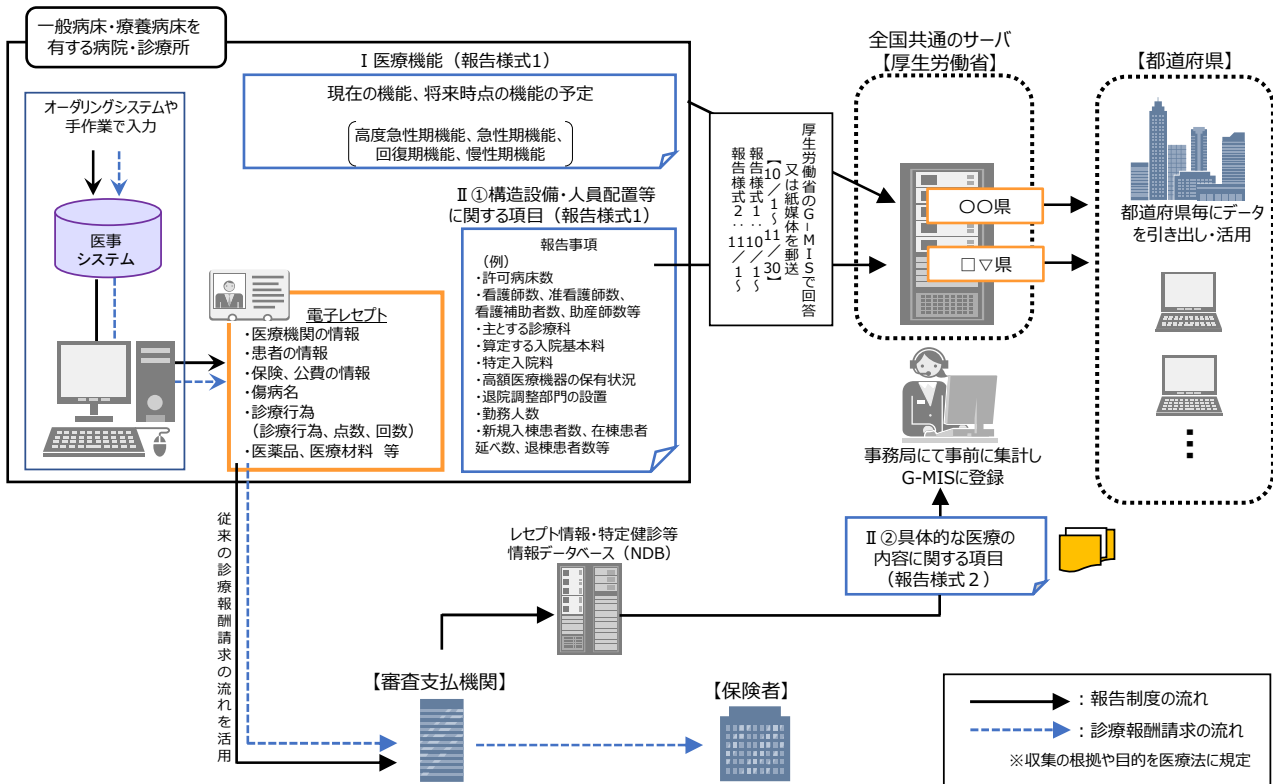 一般病床・療養病床を
有する病院・診療所
オーダリングシステムや
手作業で入力
医事
システム
Ⅰ 医療機能（報告様式1）
現在の機能、将来時点の機能の予定
高度急性期機能、急性期機能、
回復期機能、慢性期機能
Ⅱ ①構造設備・人員配置等
に関する項目（報告様式1）
報告事項
（例）
・許可病床数
・看護師数、准看護師数、
看護補助者数、助産師数等
・主とする診療科
・算定する入院基本料
・特定入院料
・高額医療機器の保有状況
・退院調整部門の設置
・勤務人数
・新規入棟患者数、在棟患者
延べ数、退棟患者数等
電子レセプト
・医療機関の情報
・患者の情報
・保険、公費の情報
・傷病名
・診療行為
（診療行為、点数、回数）
・医薬品、医療材料 等
厚生労働省のG-MISで回答
又は紙媒体を郵送
【10／1～11／30】
報告様式1：10／1～
報告様式2：11／1～
全国共通のサーバ
【厚生労働省】
〇〇県
□▽県
【都道府県】
都道府県毎にデータ
を引き出し・活用
事務局にて事前に集計し
G-MISに登録
Ⅱ ②具体的な医療の
内容に関する項目
（報告様式２）
レセプト情報・特定健診等
情報データベース（NDB）
従来の診療報酬請求の流れを活用
【審査支払機関】
【保険者】
：報告制度の流れ
：診療報酬請求の流れ
※収集の根拠や目的を医療法に規定